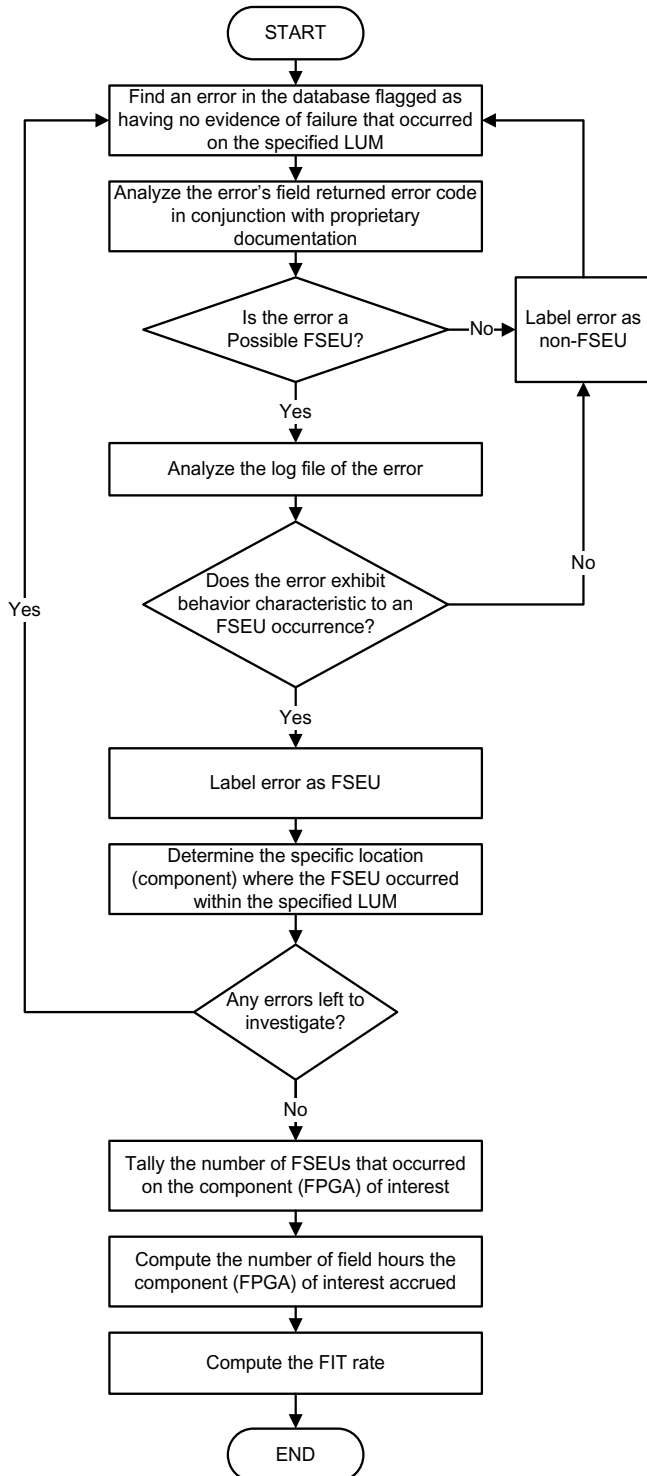 START
Find an error in the database flagged as
having no evidence of failure that occurred
on the specified LUM
Analyze the error's field returned error code
in conjunction with proprietary
documentation
Is the error a
Possible FSEU?
No
Label error as
non-FSEU
Yes
Analyze the log file of the error
Does the error exhibit
behavior characteristic to an
FSEU occurrence?
No
Yes
Yes
Label error as FSEU
Determine the specific location
(component) where the FSEU occurred
within the specified LUM
Any errors left to
investigate?
No
Tally the number of FSEUs that occurred
on the component (FPGA) of interest
Compute the number of field hours the
component (FPGA) of interest accrued
Compute the FIT rate
END